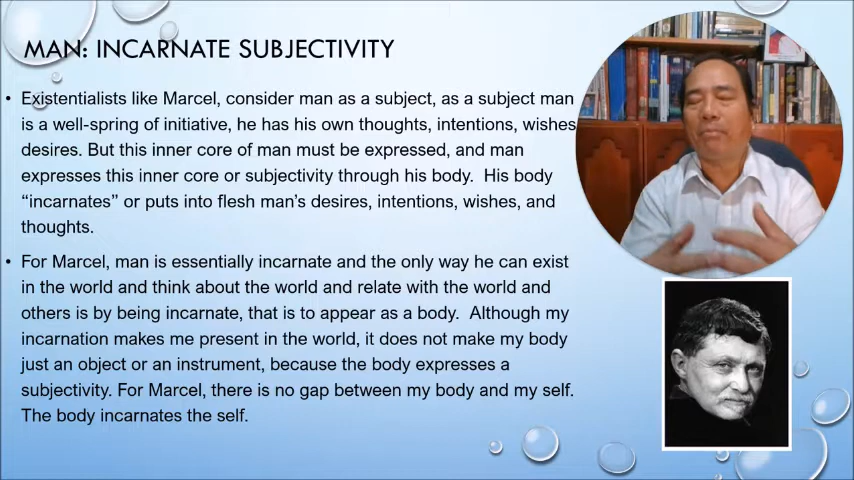 MAN: INCARNATE SUBJECTIVITY
• Existentialists like Marcel, consider man as a subject, as a subject man
is a well-spring of initiative, he has his own thoughts, intentions, wishes
desires. But this inner core of man must be expressed, and man
expresses this inner core or subjectivity through his body. His body
“incarnates” or puts into flesh man’s desires, intentions, wishes, and
thoughts.
• For Marcel, man is essentially incarnate and the only way he can exist
in the world and think about the world and relate with the world and
others is by being incarnate, that is to appear as a body. Although my
incarnation makes me present in the world, it does not make my body
just an object or an instrument, because the body expresses a
subjectivity. For Marcel, there is no gap between my body and my self.
The body incarnates the self.